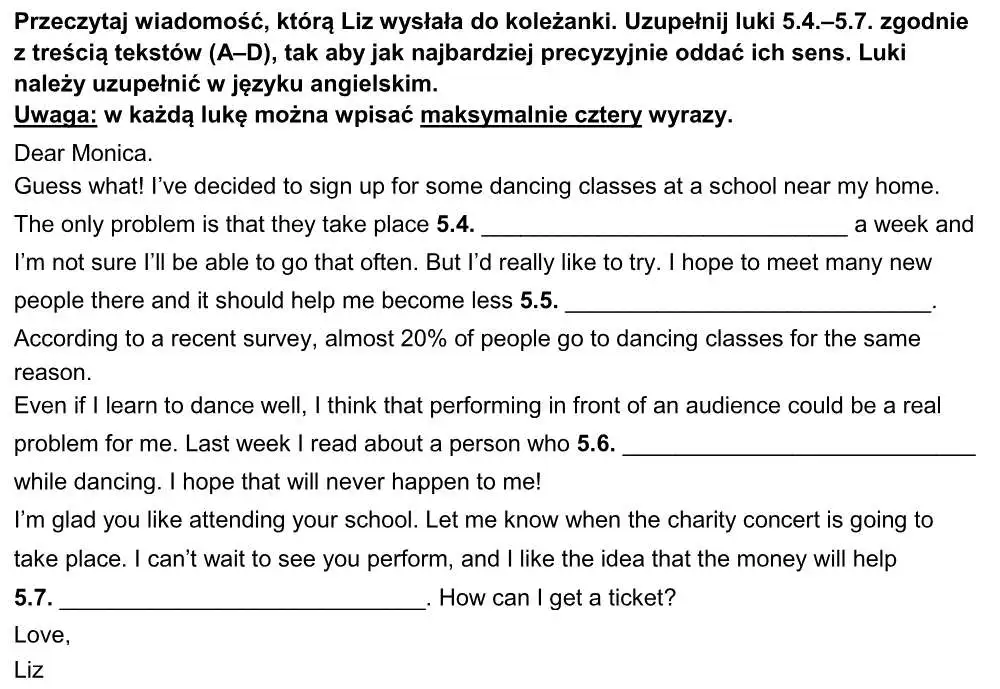 Przeczytaj wiadomość, którą Liz wysłała do koleżanki. Uzupełnij luki 5.4.–5.7. zgodnie
z treścią tekstów (A–D), tak aby jak najbardziej precyzyjnie oddać ich sens. Luki
należy uzupełnić w języku angielskim.
Uwaga: w każdą lukę można wpisać maksymalnie cztery wyrazy.
Dear Monica.
Guess what! I’ve decided to sign up for some dancing classes at a school near my home.
The only problem is that they take place 5.4. ____________________________ a week and
I’m not sure I’ll be able to go that often. But I’d really like to try. I hope to meet many new
people there and it should help me become less 5.5. ____________________________.
According to a recent survey, almost 20% of people go to dancing classes for the same
reason.
Even if I learn to dance well, I think that performing in front of an audience could be a real
problem for me. Last week I read about a person who 5.6. ___________________________
while dancing. I hope that will never happen to me!
I’m glad you like attending your school. Let me know when the charity concert is going to
take place. I can’t wait to see you perform, and I like the idea that the money will help
5.7. ____________________________. How can I get a ticket?
Love,
Liz